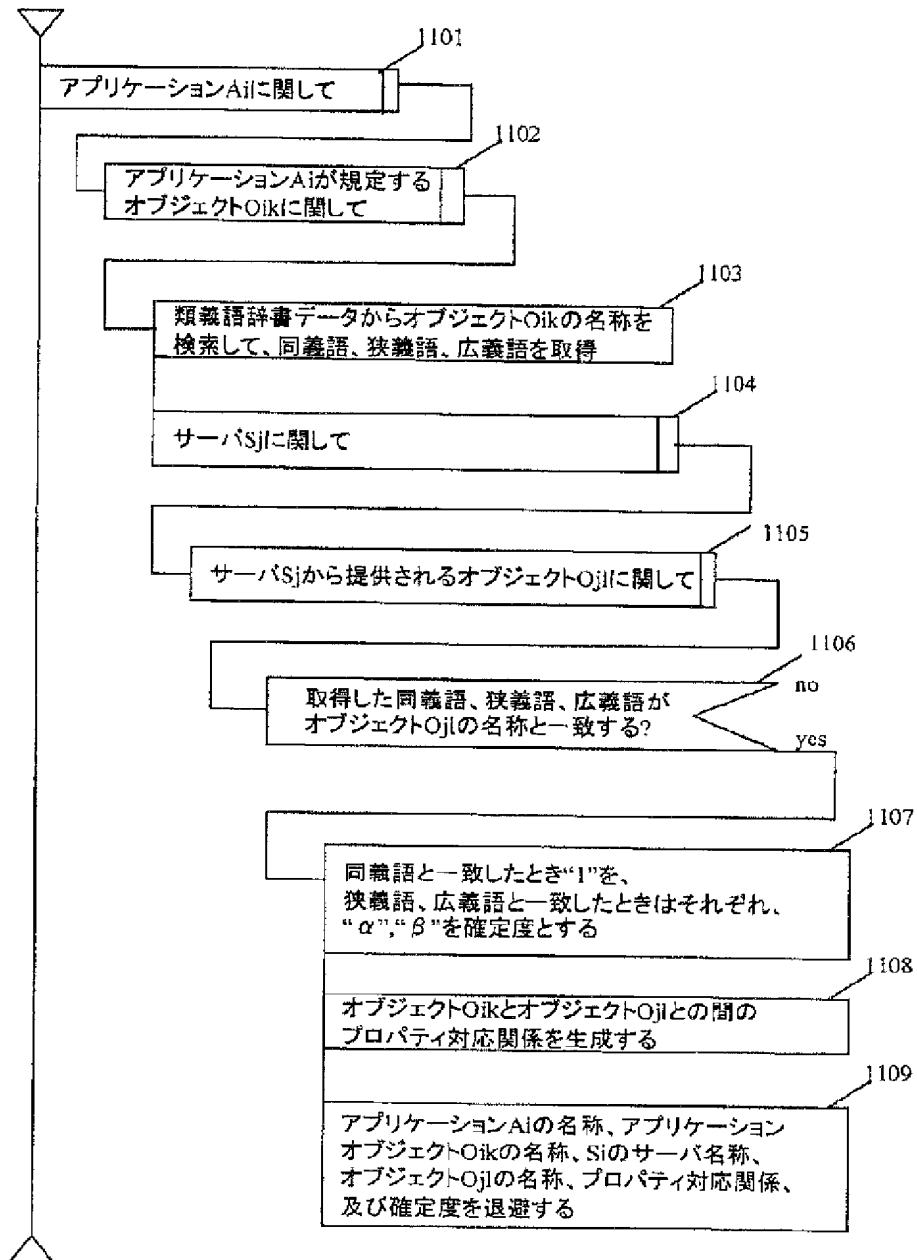 1101
アプリケーションAiに関して
1102
アプリケーションAiが規定する
オブジェクトOikに関して
1103
類義語辞書データからオブジェクトOikの名称を
検索して、同義語、狭義語、広義語を取得
1104
サーバSjに関して
1105
サーバSjから提供されるオブジェクトOjlに関して
1106
取得した同義語、狭義語、広義語が
オブジェクトOjlの名称と一致する?
no
yes
1107
同義語と一致したとき“1”を、
狭義語、広義語と一致したときはそれぞれ、
“α”,“β”を確定度とする
1108
オブジェクトOikとオブジェクトOjlとの間の
プロパティ対応関係を生成する
1109
アプリケーションAiの名称、アプリケーション
オブジェクトOikの名称、Siのサーバ名称、
オブジェクトOjlの名称、プロパティ対応関係、
及び確定度を退避する